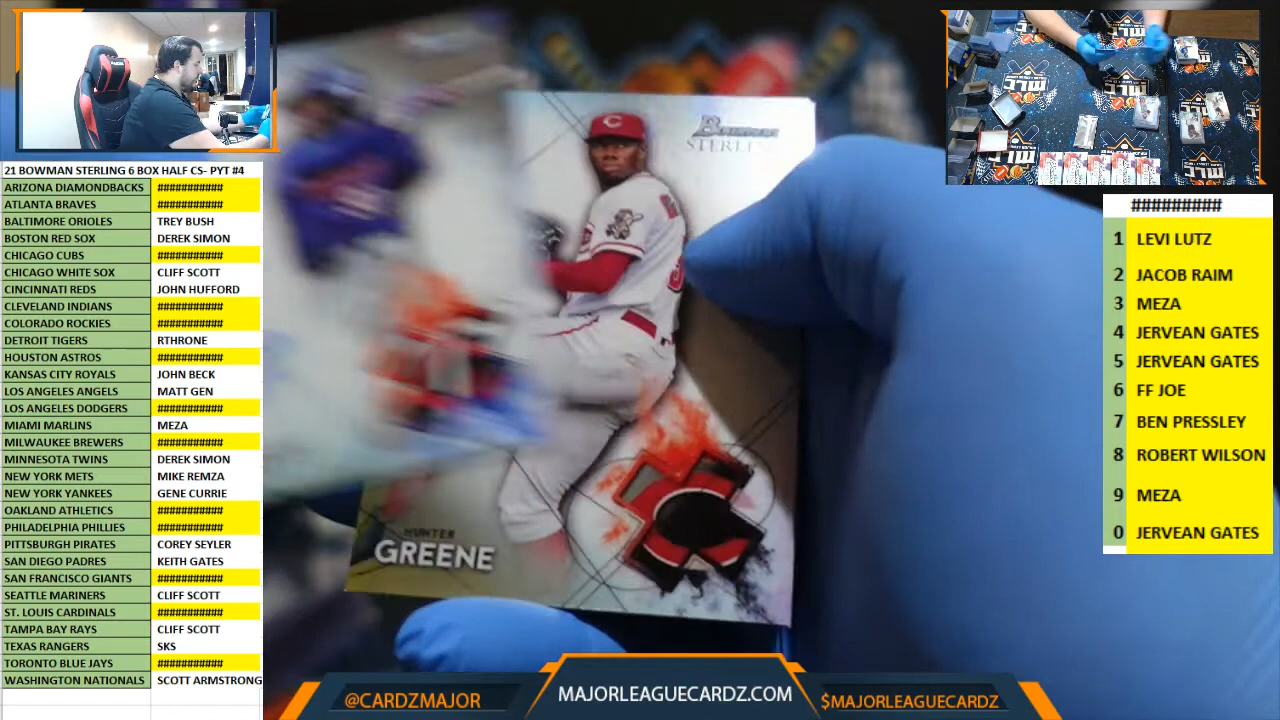 21 BOWMAN STERLING 6 BOX HALF CS- PYT #4
ARIZONA DIAMONDBACKS ###########
ATLANTA BRAVES ###########
BALTIMORE ORIOLES TREY BUSH
BOSTON RED SOX DEREK SIMON
CHICAGO CUBS ###########
CHICAGO WHITE SOX CLIFF SCOTT
CINCINNATI REDS JOHN HUFFORD
CLEVELAND INDIANS ###########
COLORADO ROCKIES ###########
DETROIT TIGERS RTHRONE
HOUSTON ASTROS ###########
KANSAS CITY ROYALS JOHN BECK
LOS ANGELES ANGELS MATT GEN
LOS ANGELES DODGERS ###########
MIAMI MARLINS MEZA
MILWAUKEE BREWERS ###########
MINNESOTA TWINS DEREK SIMON
NEW YORK METS MIKE REMZA
NEW YORK YANKEES GENE CURRIE
OAKLAND ATHLETICS ###########
PHILADELPHIA PHILLIES ###########
PITTSBURGH PIRATES COREY SEYLER
SAN DIEGO PADRES KEITH GATES
SAN FRANCISCO GIANTS ###########
SEATTLE MARINERS CLIFF SCOTT
ST. LOUIS CARDINALS ###########
TAMPA BAY RAYS CLIFF SCOTT
TEXAS RANGERS SKS
TORONTO BLUE JAYS ###########
WASHINGTON NATIONALS SCOTT ARMSTRONG
Bowman
STERLING
C
HUNTER
GREENE
MLC
#########
1 LEVI LUTZ
2 JACOB RAIM
3 MEZA
4 JERVEAN GATES
5 JERVEAN GATES
6 FF JOE
7 BEN PRESSLEY
8 ROBERT WILSON
9 MEZA
0 JERVEAN GATES
@CARDZMAJOR
MAJORLEAGUECARDZ.COM
$MAJORLEAGUECARDZ